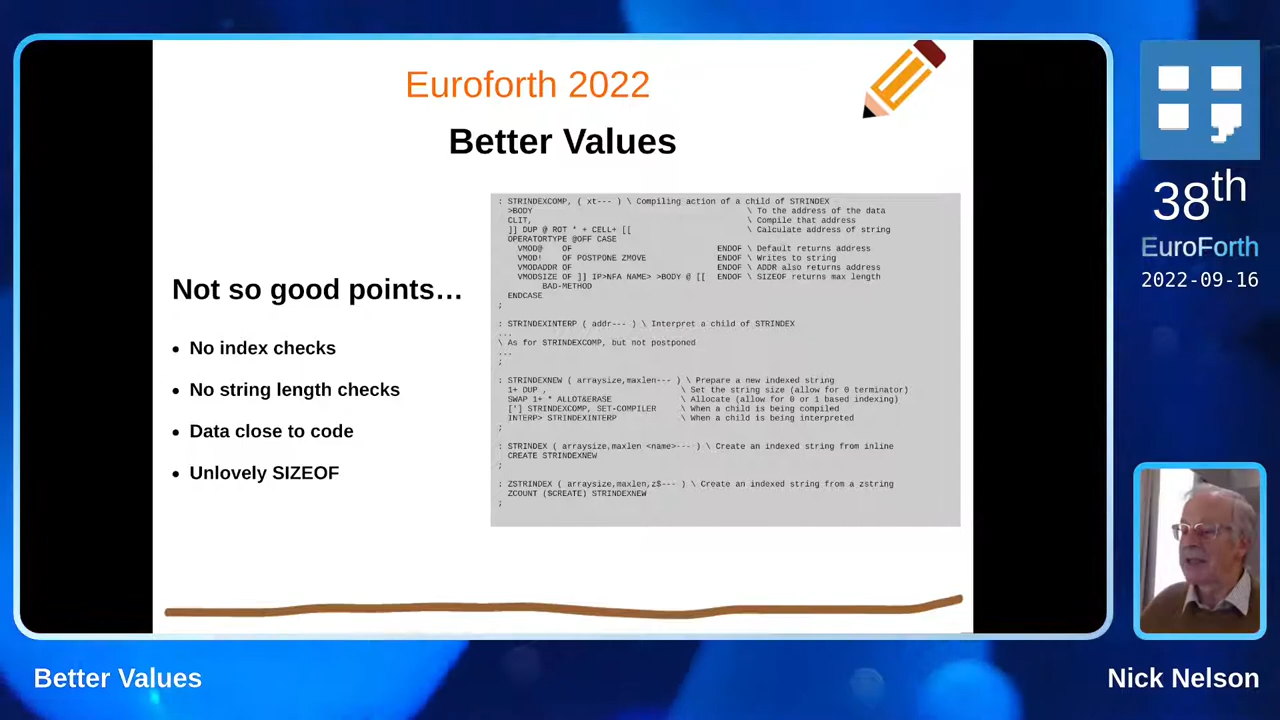 Euroforth 2022
Better Values
Not so good points…
• No index checks
• No string length checks
• Data close to code
• Unlovely SIZEOF
: STRINDEXCOMP, ( xt--- ) \ Compiling action of a child of STRINDEX
>BODY \ To the address of the data
CLIT, \ Compile that address
]] DUP @ ROT * + CELL+ [[ \ Calculate address of string
OPERATORTYPE @OFF CASE
VMOD@ OF ENDOF \ Default returns address
VMOD! OF POSTPONE ZMOVE ENDOF \ Writes to string
VMODADDR OF ENDOF \ ADDR also returns address
VMODSIZE OF ]] IP>NFA NAME> >BODY @ [[ ENDOF \ SIZEOF returns max length
BAD-METHOD
ENDCASE
;
: STRINDEXINTERP ( addr--- ) \ Interpret a child of STRINDEX
...
\ As for STRINDEXCOMP, but not postponed
...
;
: STRINDEXNEW ( arraysize,maxlen--- ) \ Prepare a new indexed string
1+ DUP , \ Set the string size (allow for 0 terminator)
SWAP 1+ * ALLOT&ERASE \ Allocate (allow for 0 or 1 based indexing)
['] STRINDEXCOMP, SET-COMPILER \ When a child is being compiled
INTERP> STRINDEXINTERP \ When a child is being interpreted
;
: STRINDEX ( arraysize,maxlen <name>--- ) \ Create an indexed string from inline
CREATE STRINDEXNEW
;
: ZSTRINDEX ( arraysize,maxlen,z$--- ) \ Create an indexed string from a zstring
ZCOUNT ($CREATE) STRINDEXNEW
;
38th
EuroForth
2022-09-16
Better Values
Nick Nelson